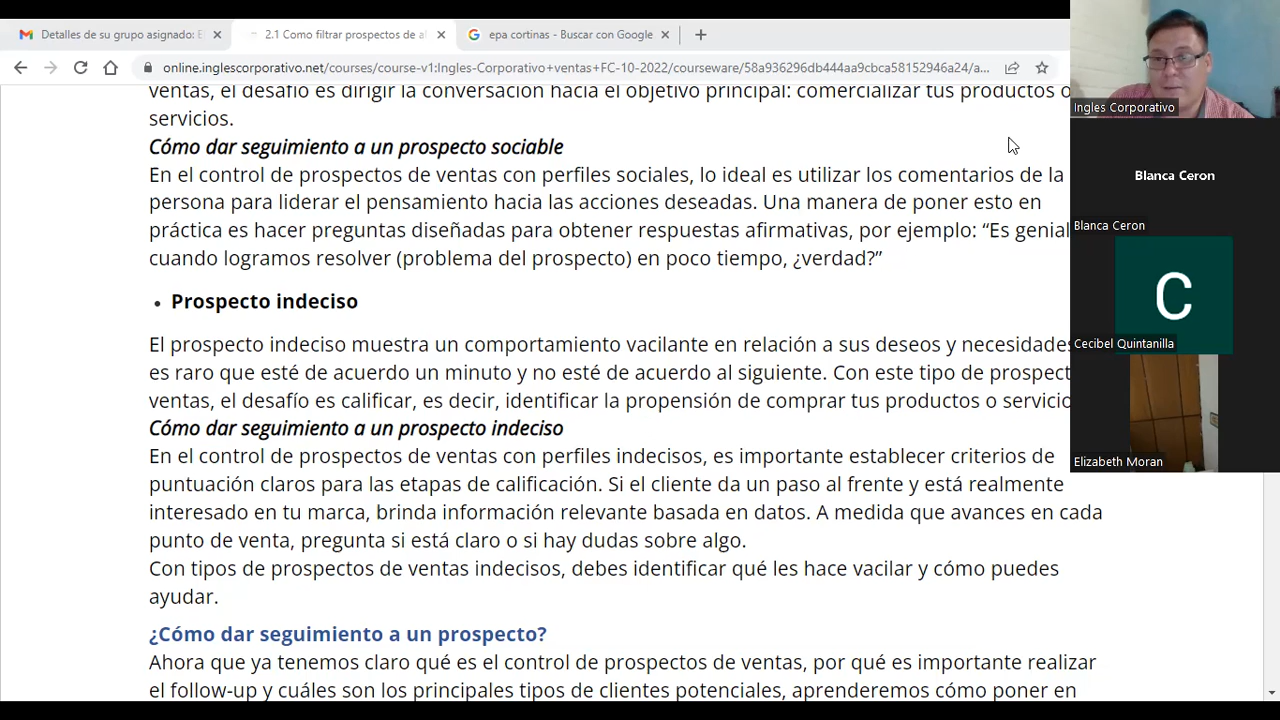 Detalles de su grupo asignado: E
2.1 Como filtrar prospectos de al
epa cortinas - Buscar con Google
online.inglescorporativo.net/courses/course-v1:Ingles-Corporativo+ventas+FC-10-2022/courseware/58a936296db444aa9cbca58152946a24/a...
ventas, el desafío es dirigir la conversación hacia el objetivo principal: comercializar tus productos o
servicios.
Cómo dar seguimiento a un prospecto sociable
En el control de prospectos de ventas con perfiles sociales, lo ideal es utilizar los comentarios de la
persona para liderar el pensamiento hacia las acciones deseadas. Una manera de poner esto en
práctica es hacer preguntas diseñadas para obtener respuestas afirmativas, por ejemplo: “Es genial
cuando logramos resolver (problema del prospecto) en poco tiempo, ¿verdad?”
• Prospecto indeciso
El prospecto indeciso muestra un comportamiento vacilante en relación a sus deseos y necesidades
es raro que esté de acuerdo un minuto y no esté de acuerdo al siguiente. Con este tipo de prospect
ventas, el desafío es calificar, es decir, identificar la propensión de comprar tus productos o servicio
Cómo dar seguimiento a un prospecto indeciso
En el control de prospectos de ventas con perfiles indecisos, es importante establecer criterios de
puntuación claros para las etapas de calificación. Si el cliente da un paso al frente y está realmente
interesado en tu marca, brinda información relevante basada en datos. A medida que avances en cada
punto de venta, pregunta si está claro o si hay dudas sobre algo.
Con tipos de prospectos de ventas indecisos, debes identificar qué les hace vacilar y cómo puedes
ayudar.
¿Cómo dar seguimiento a un prospecto?
Ahora que ya tenemos claro qué es el control de prospectos de ventas, por qué es importante realizar
el follow-up y cuáles son los principales tipos de clientes potenciales, aprenderemos cómo poner en
Ingles Corporativo
Blanca Ceron
Blanca Ceron
C
Cecibel Quintanilla
Elizabeth Moran